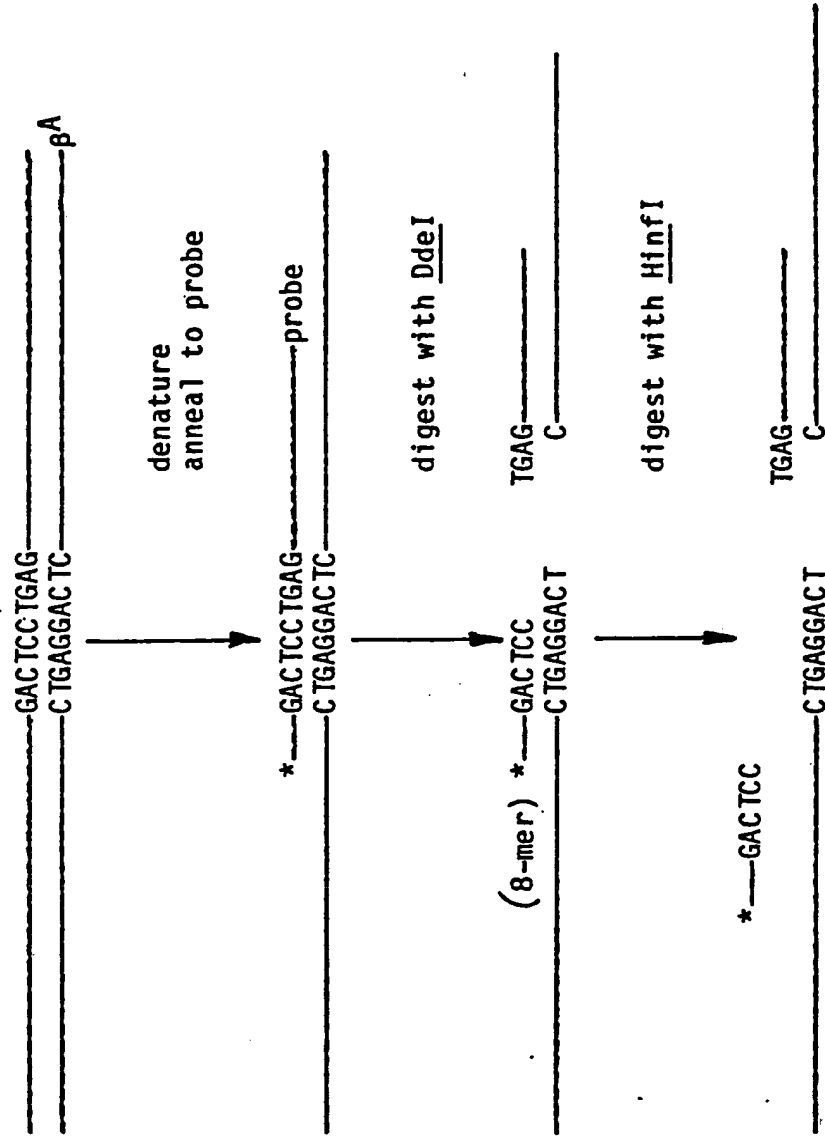 GACTCCTGAG
CTGAGGACTC βA
denature
anneal to probe
* GACTCCTGAG probe
CTGAGGACTC
digest with DdeI
(8-mer) * GACTCC TGAG
CTGAGGACT C
digest with HinfI
* GACTCC TGAG
CTGAGGACT C